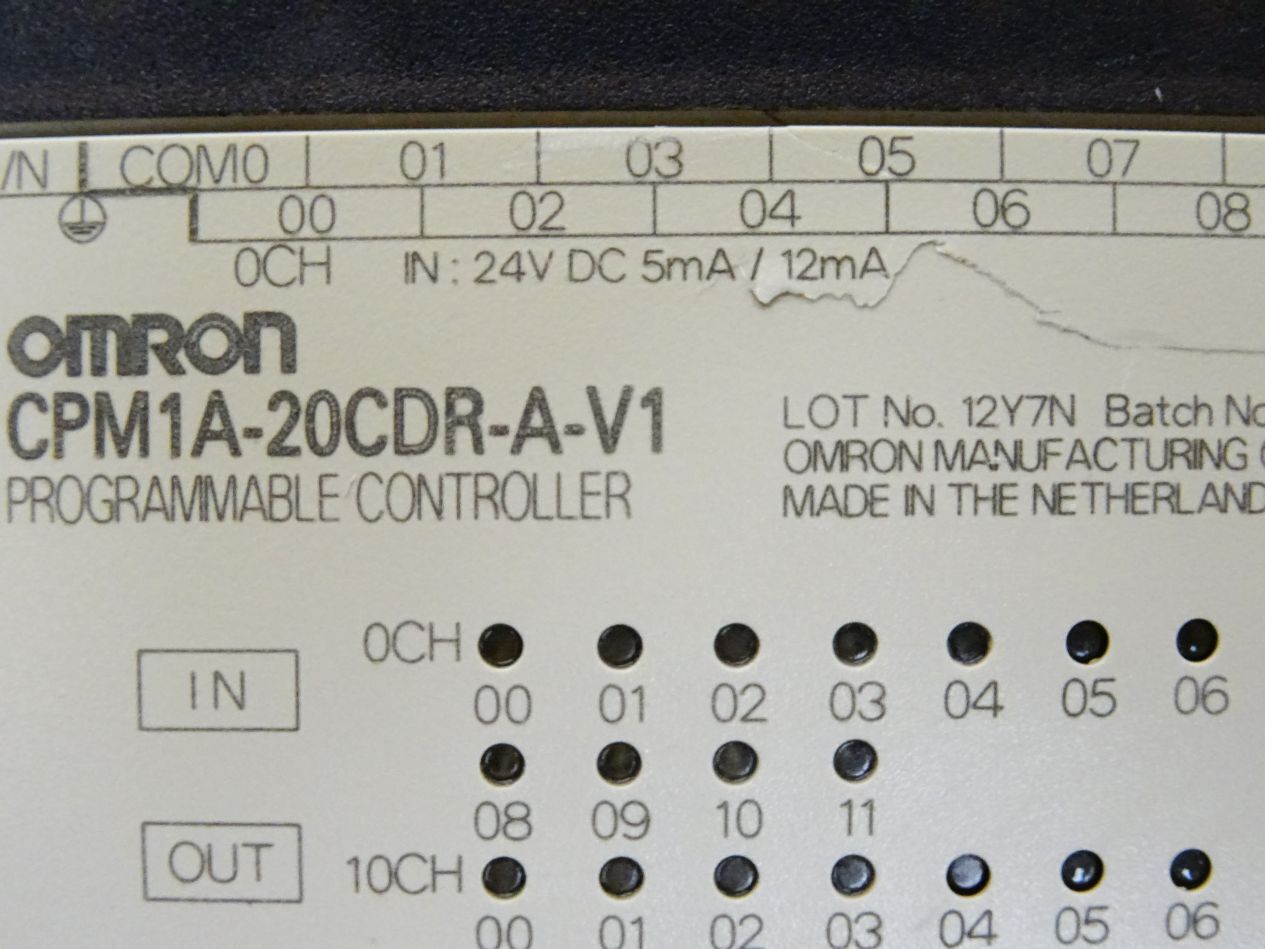 /N COM0 01 03 05 07
00 02 04 06 08
0CH IN : 24V DC 5mA / 12mA
OMRON
CPM1A-20CDR-A-V1
PROGRAMMABLE CONTROLLER
LOT No. 12Y7N Batch No
OMRON MANUFACTURING
MADE IN THE NETHERLAND
IN
0CH
00 01 02 03 04 05 06
08 09 10 11
OUT
10CH
00 01 02 03 04 05 06